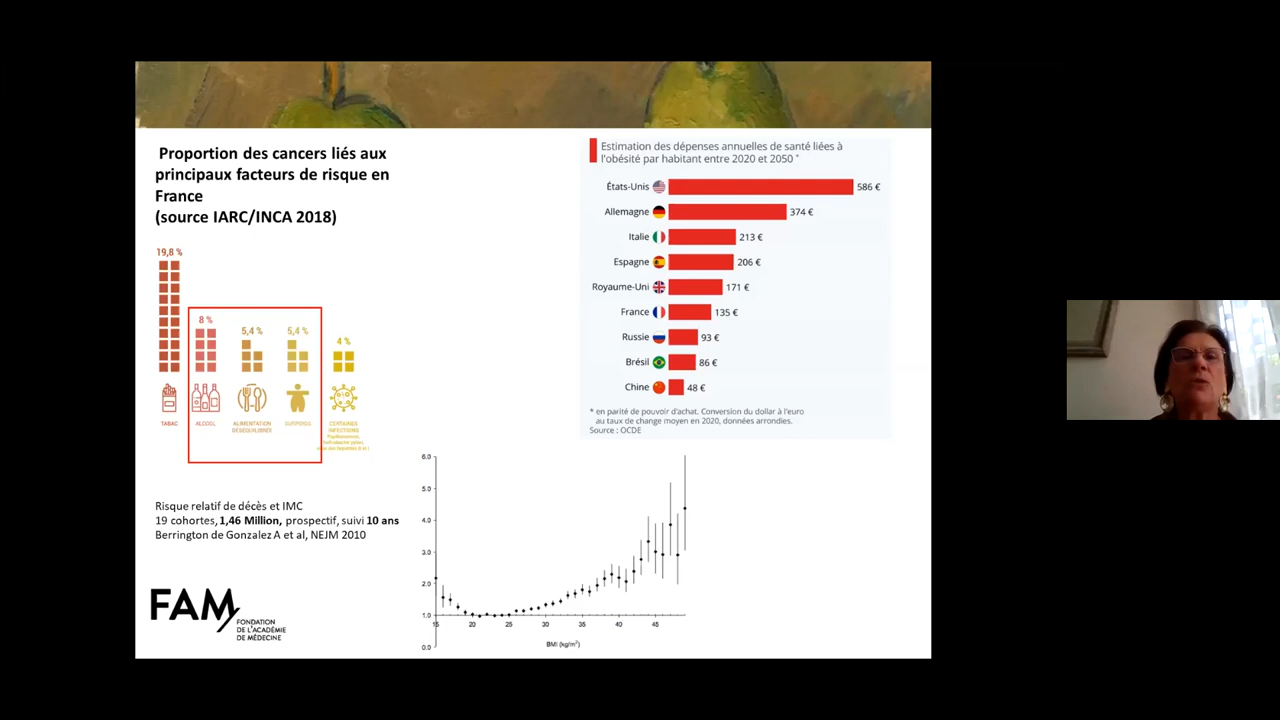 Proportion des cancers liés aux
principaux facteurs de risque en
France
(source IARC/INCA 2018)
19,8 %
8 %
5,4 %
5,4 %
4 %
TABAC
ALCOOL
ALIMENTATION
DÉSÉQUILIBRÉE
SURPOIDS
CERTAINES
INFECTIONS
Estimation des dépenses annuelles de santé liées à
l'obésité par habitant entre 2020 et 2050 *
États-Unis 586 €
Allemagne 374 €
Italie 213 €
Espagne 206 €
Royaume-Uni 171 €
France 135 €
Russie 93 €
Brésil 86 €
Chine 48 €
* en parité de pouvoir d'achat. Conversion du dollar à l'euro
au taux de change moyen en 2020, données arrondies.
Source : OCDE
Risque relatif de décès et IMC
19 cohortes, 1,46 Million, prospectif, suivi 10 ans
Berrington de Gonzalez A et al, NEJM 2010
6.0
5.0
4.0
3.0
2.0
1.0
0.0
15 20 25 30 35 40 45
BMI (kg/m²)
FAM
FONDATION
DE L'ACADÉMIE
DE MÉDECINE